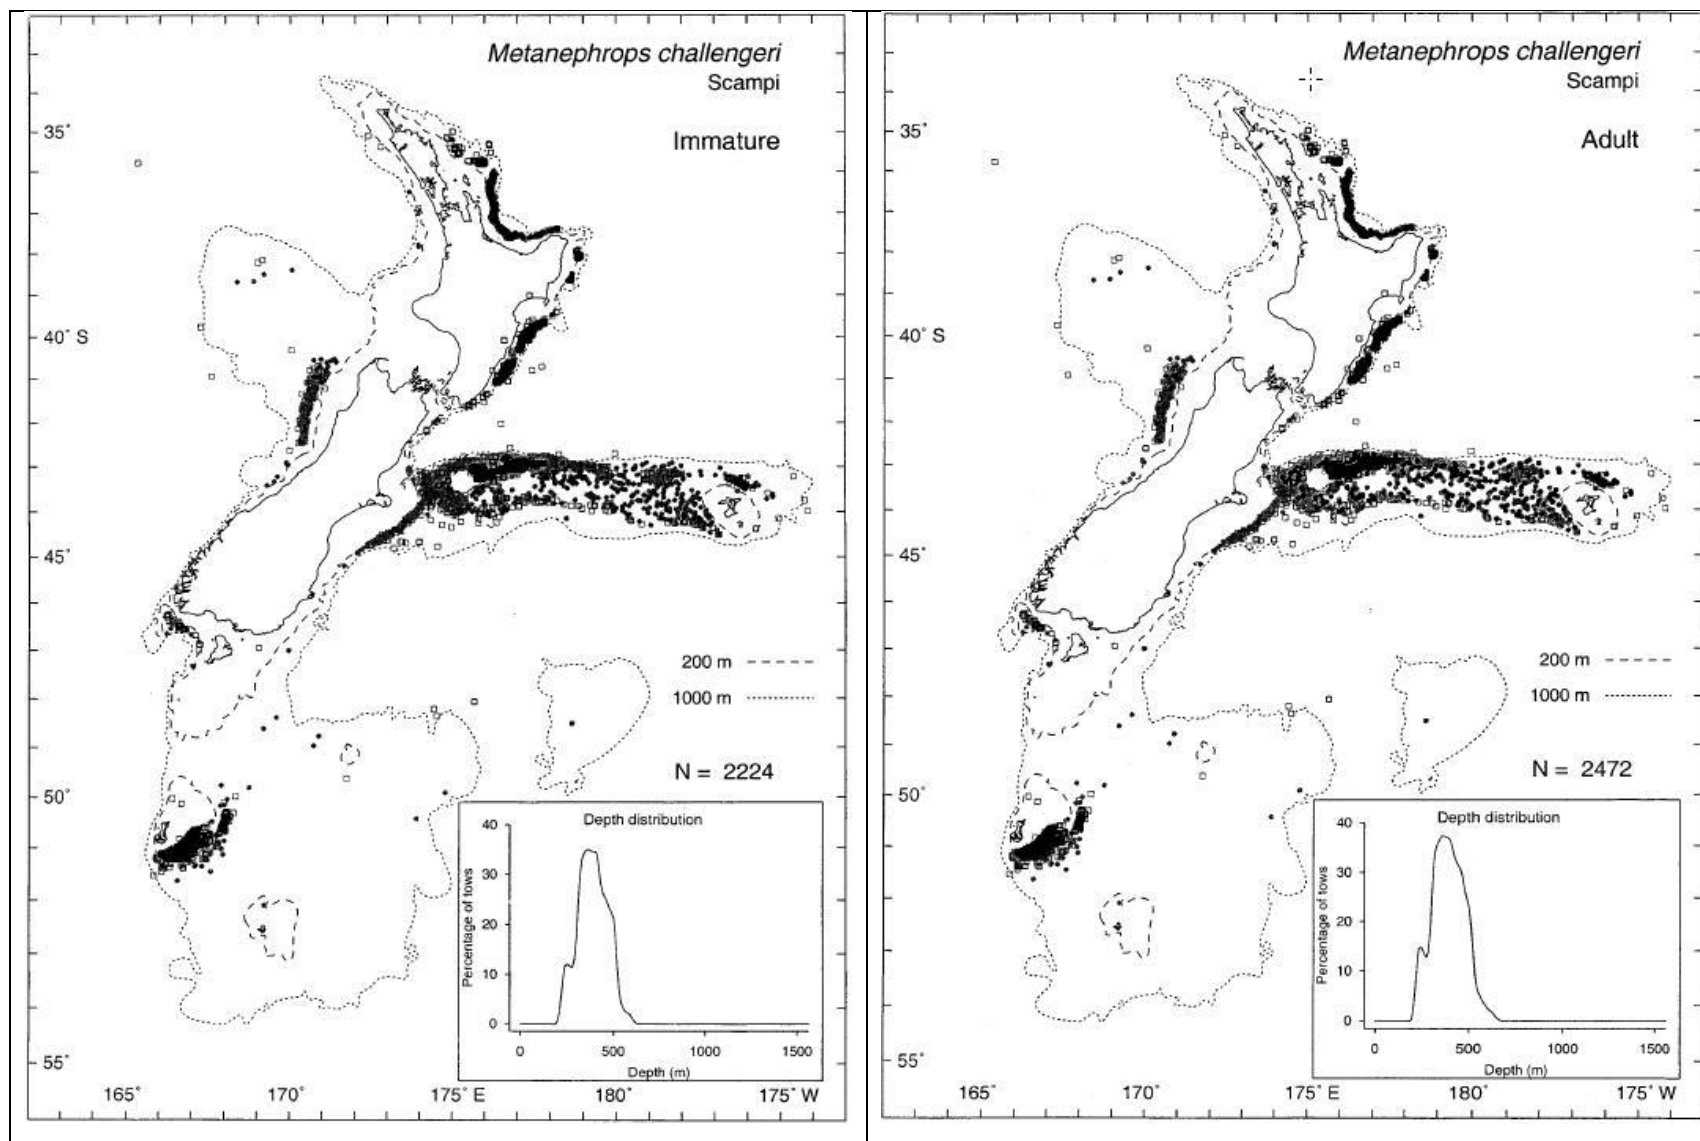 Metanephrops challengeri
Scampi
Immature
35°
40° S
45°
50°
55°
200 m
1000 m
N = 2224
Depth distribution
Percentage of tows
40
30
20
10
0
0 500 1000 1500
Depth (m)
165° 170° 175° E 180° 175° W
Metanephrops challengeri
Scampi
Adult
35°
40° S
45°
50°
55°
200 m
1000 m
N = 2472
Depth distribution
Percentage of tows
40
30
20
10
0
0 500 1000 1500
Depth (m)
165° 170° 175° E 180° 175° W